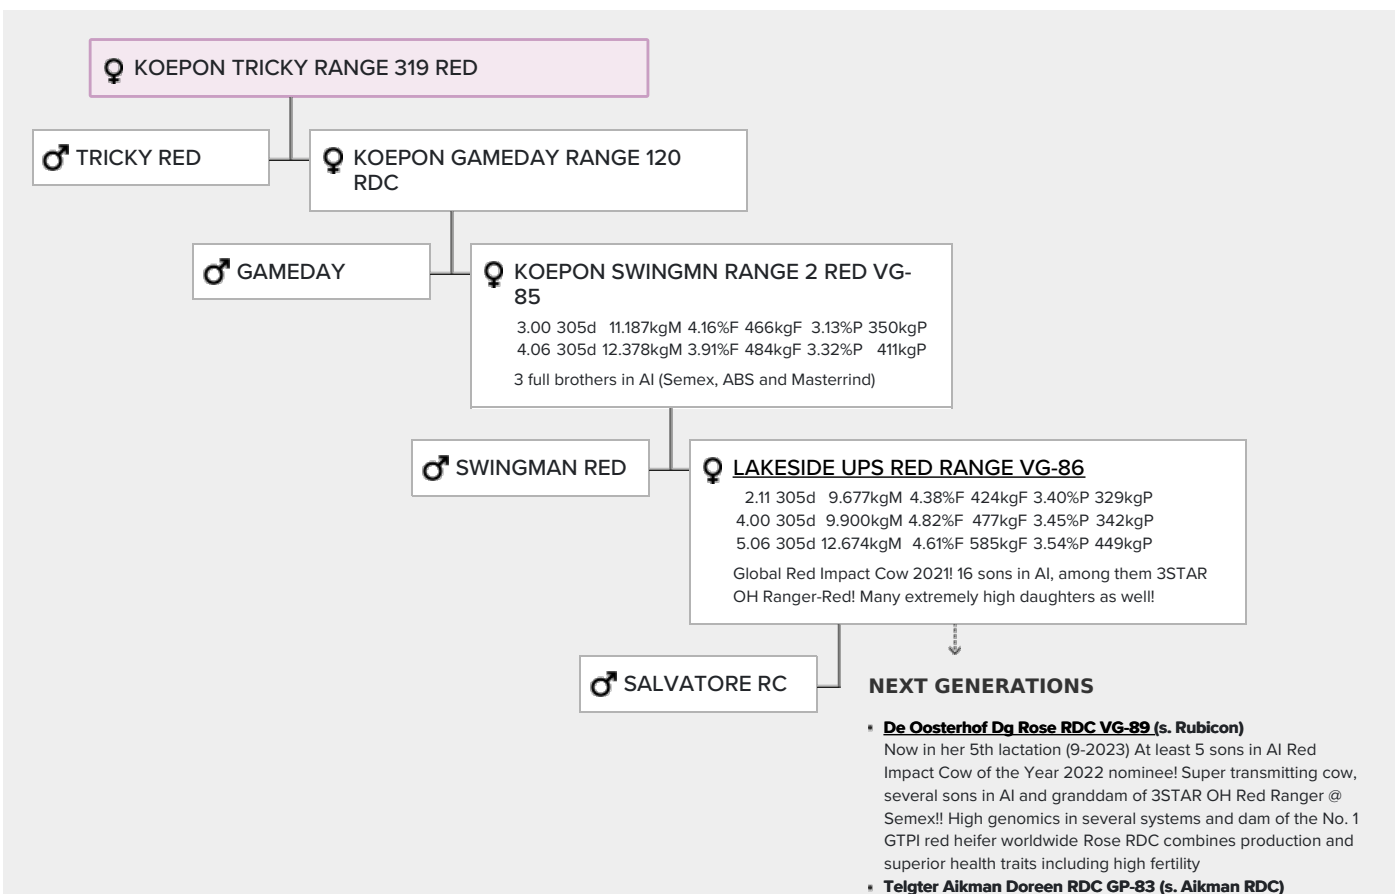 KOEPON TRICKY RANGE 319 RED
TRICKY RED
KOEPON GAMEDAY RANGE 120
RDC
GAMEDAY
KOEPON SWINGMN RANGE 2 RED VG-
85
3.00 305d 11.187kgM 4.16%F 466kgF 3.13%P 350kgP
4.06 305d 12.378kgM 3.91%F 484kgF 3.32%P 411kgP
3 full brothers in AI (Semex, ABS and Masterrind)
SWINGMAN RED
LAKESIDE UPS RED RANGE VG-86
2.11 305d 9.677kgM 4.38%F 424kgF 3.40%P 329kgP
4.00 305d 9.900kgM 4.82%F 477kgF 3.45%P 342kgP
5.06 305d 12.674kgM 4.61%F 585kgF 3.54%P 449kgP
Global Red Impact Cow 2021! 16 sons in AI, among them 3STAR
OH Ranger-Red! Many extremely high daughters as well!
SALVATORE RC
NEXT GENERATIONS
De Oosterhof Dg Rose RDC VG-89 (s. Rubicon)
Now in her 5th lactation (9-2023) At least 5 sons in AI Red
Impact Cow of the Year 2022 nominee! Super transmitting cow,
several sons in AI and granddam of 3STAR OH Red Ranger @
Semex!! High genomics in several systems and dam of the No. 1
GTPI red heifer worldwide Rose RDC combines production and
superior health traits including high fertility
Telgter Aikman Doreen RDC GP-83 (s. Aikman RDC)